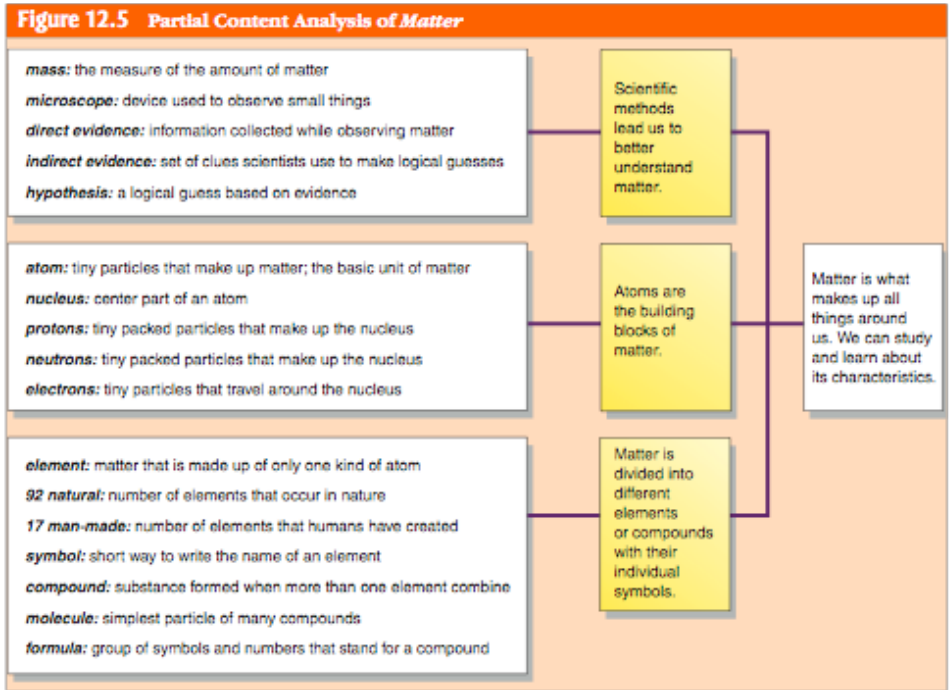 Figure 12.5 Partial Content Analysis of Matter
mass: the measure of the amount of matter
microscope: device used to observe small things
direct evidence: information collected while observing matter
indirect evidence: set of clues scientists use to make logical guesses
hypothesis: a logical guess based on evidence
Scientific
methods
lead us to
better
understand
matter.
atom: tiny particles that make up matter; the basic unit of matter
nucleus: center part of an atom
protons: tiny packed particles that make up the nucleus
neutrons: tiny packed particles that make up the nucleus
electrons: tiny particles that travel around the nucleus
Atoms are
the building
blocks of
matter.
element: matter that is made up of only one kind of atom
92 natural: number of elements that occur in nature
17 man-made: number of elements that humans have created
symbol: short way to write the name of an element
compound: substance formed when more than one element combine
molecule: simplest particle of many compounds
formula: group of symbols and numbers that stand for a compound
Matter is
divided into
different
elements
or compounds
with their
individual
symbols.
Matter is what
makes up all
things around
us. We can study
and learn about
its characteristics.